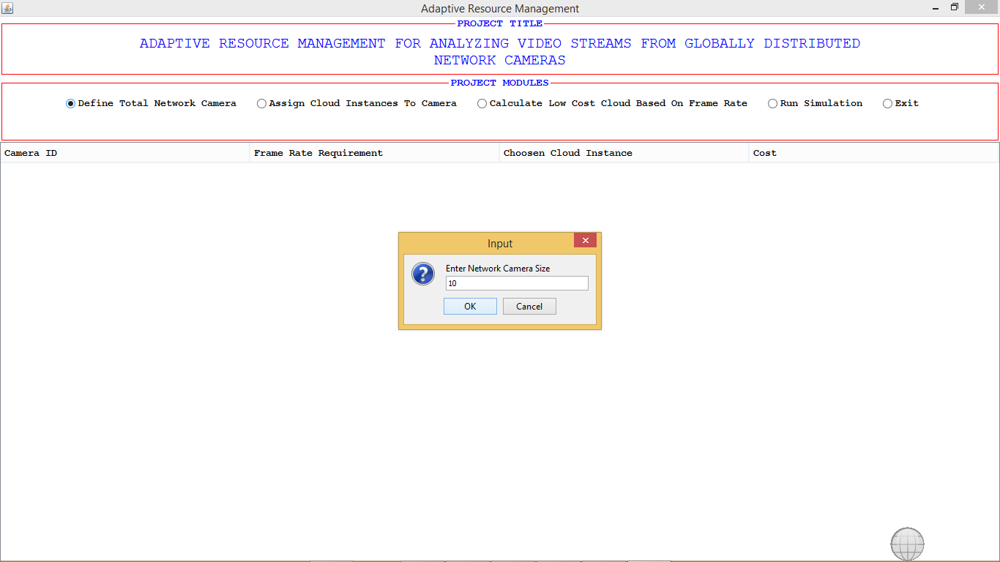 Adaptive Resource Management
PROJECT TITLE
ADAPTIVE RESOURCE MANAGEMENT FOR ANALYZING VIDEO STREAMS FROM GLOBALLY DISTRIBUTED
NETWORK CAMERAS
PROJECT MODULES
Define Total Network Camera Assign Cloud Instances To Camera Calculate Low Cost Cloud Based On Frame Rate Run Simulation Exit
Camera ID Frame Rate Requirement Choosen Cloud Instance Cost
Input
Enter Network Camera Size
10
OK Cancel